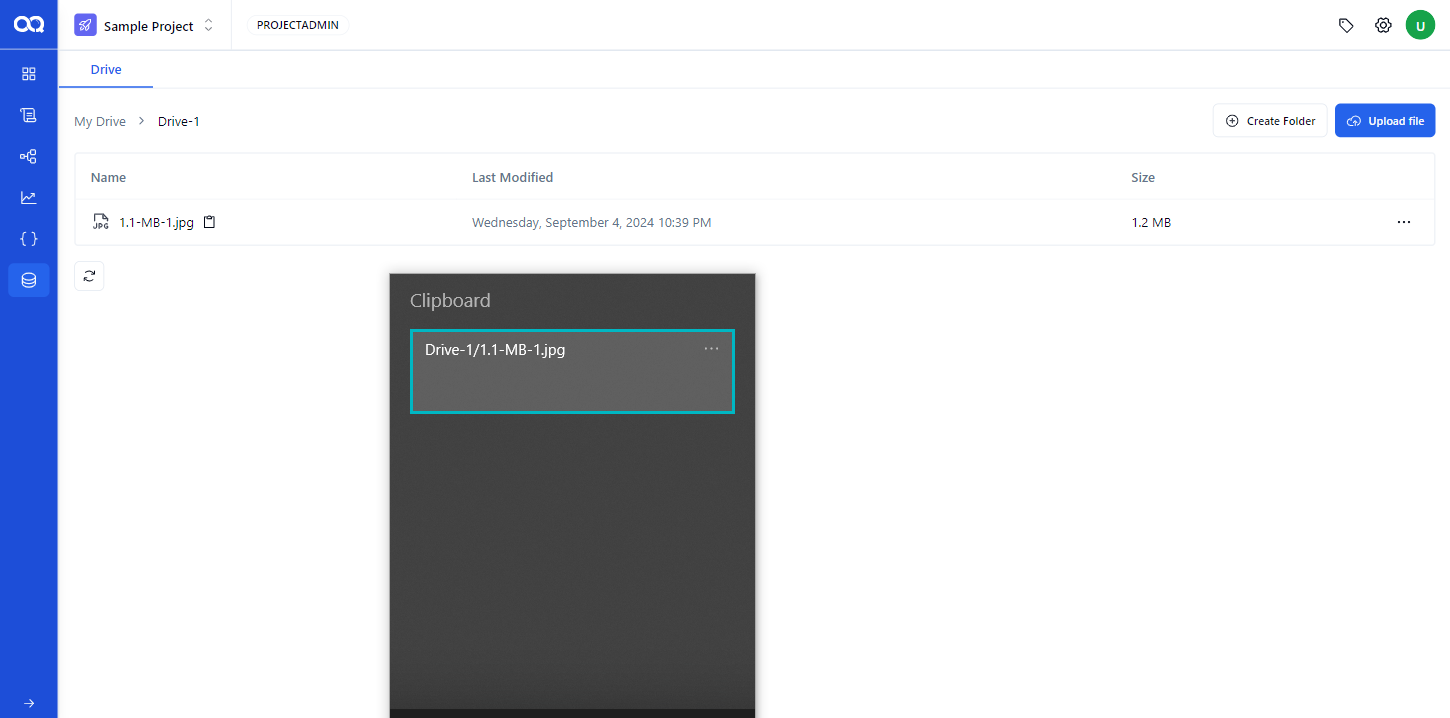 Sample Project
PROJECTADMIN
U
Drive
My Drive > Drive-1
Create Folder
Upload file
Name Last Modified Size
JPG 1.1-MB-1.jpg Wednesday, September 4, 2024 10:39 PM 1.2 MB ...
Clipboard
Drive-1/1.1-MB-1.jpg ...